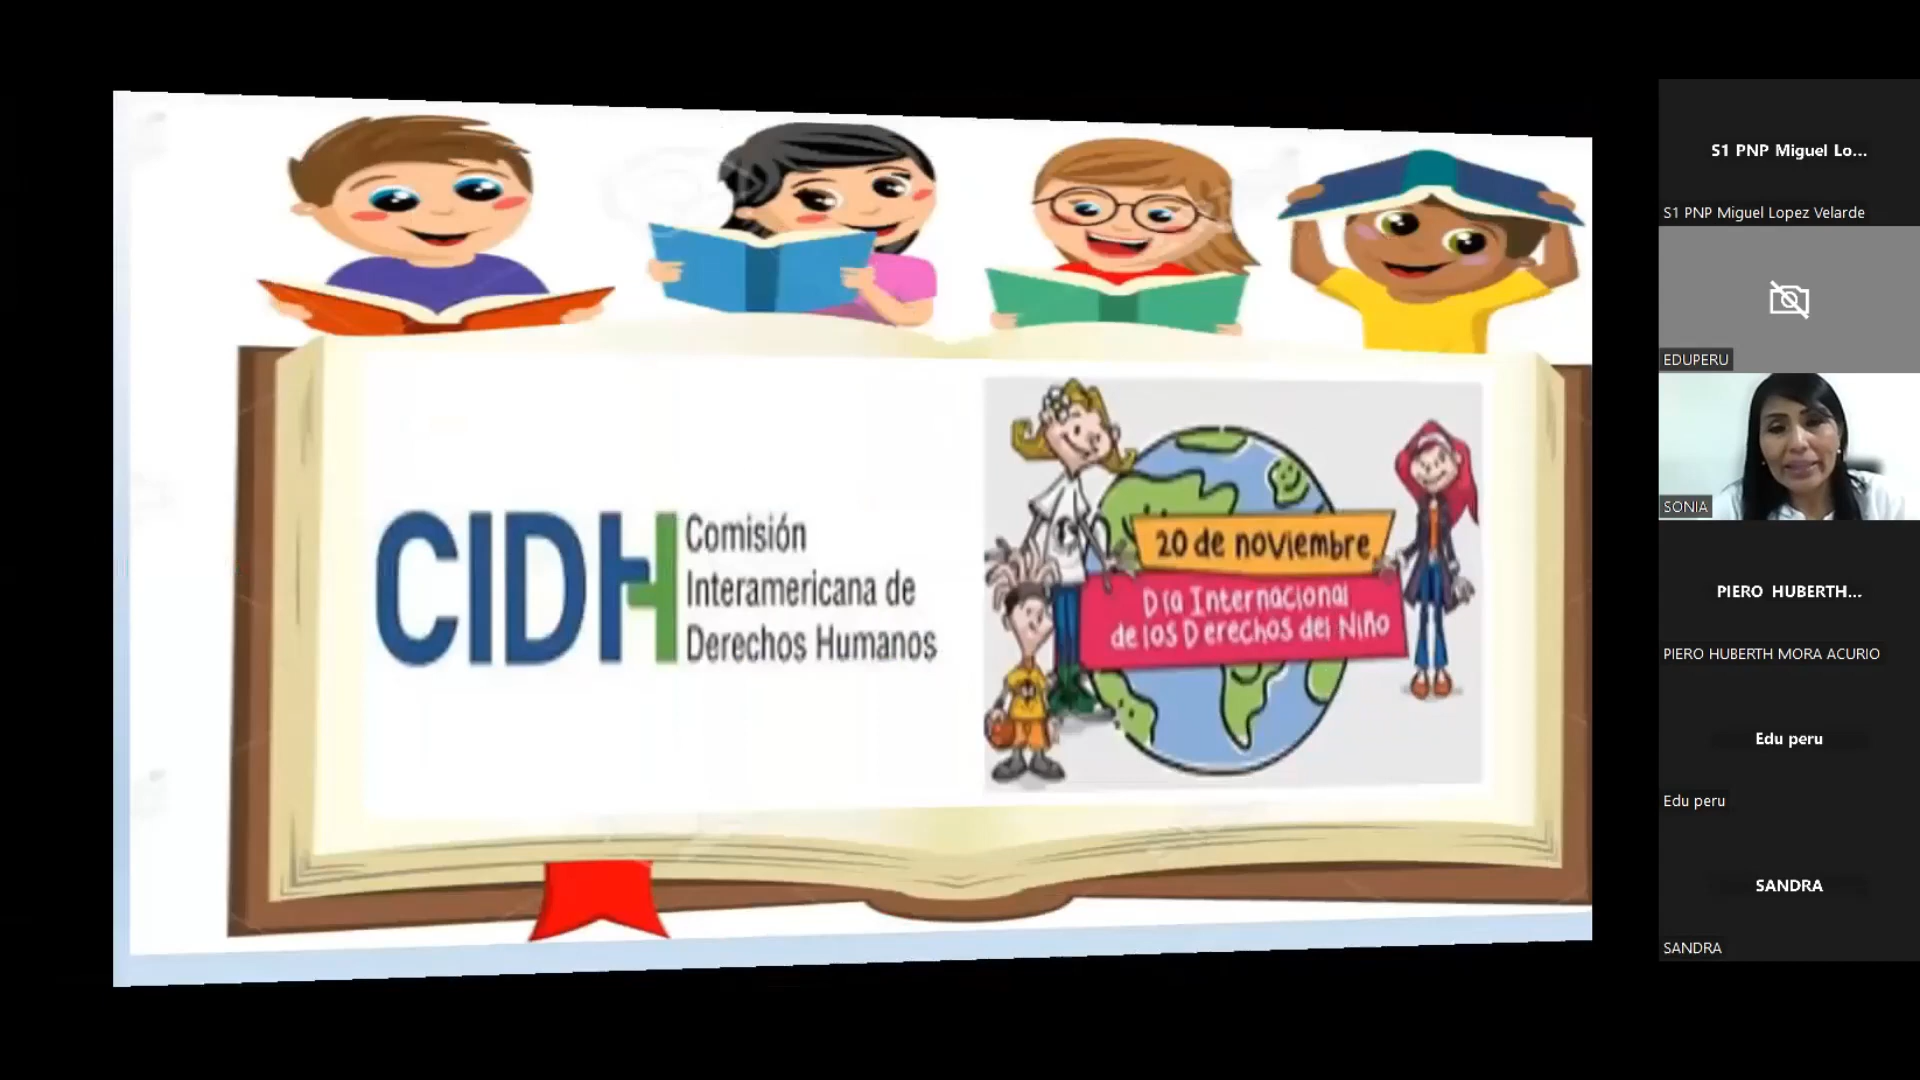 CIDH
Comisión
Interamericana de
Derechos Humanos
20 de noviembre
Día Internacional
de los Derechos del Niño
S1 PNP Miguel Lo...
S1 PNP Miguel Lopez Velarde
EDUPERU
SONIA
PIERO HUBERTH...
PIERO HUBERTH MORA ACURIO
Edu peru
Edu peru
SANDRA
SANDRA